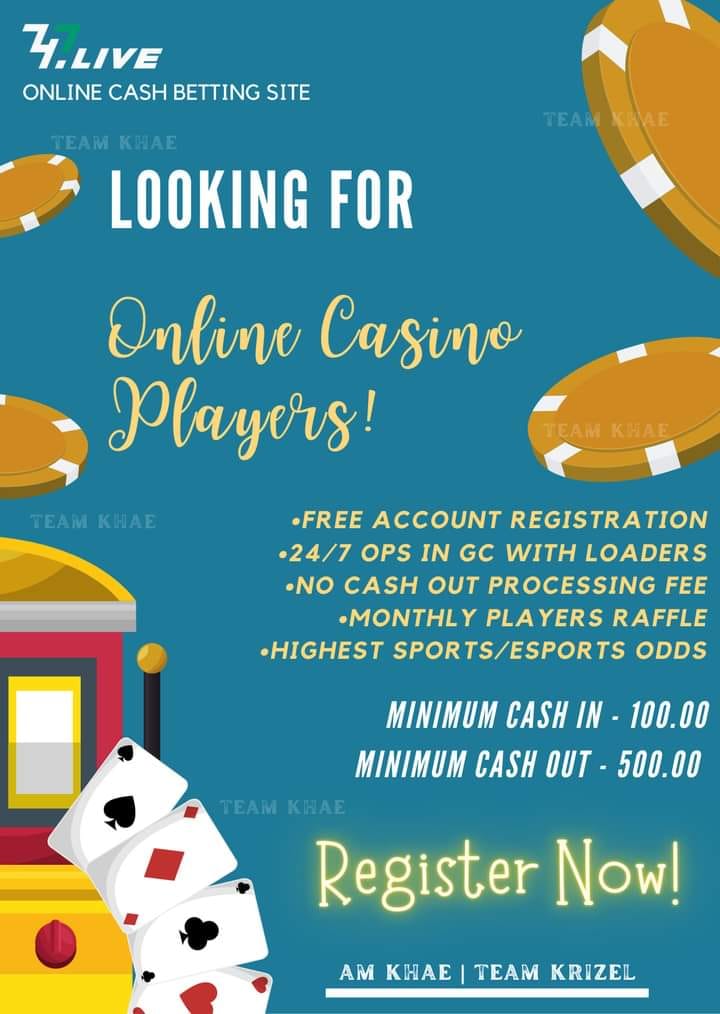 747.LIVE
ONLINE CASH BETTING SITE
TEAM KHAE
TEAM KHAE
LOOKING FOR
Online Casino
Players!
TEAM KHAE
TEAM KHAE
•FREE ACCOUNT REGISTRATION
•24/7 OPS IN GC WITH LOADERS
•NO CASH OUT PROCESSING FEE
•MONTHLY PLAYERS RAFFLE
•HIGHEST SPORTS/ESPORTS ODDS
MINIMUM CASH IN - 100.00
MINIMUM CASH OUT - 500.00
TEAM KHAE
Register Now!
AM KHAE | TEAM KRIZEL